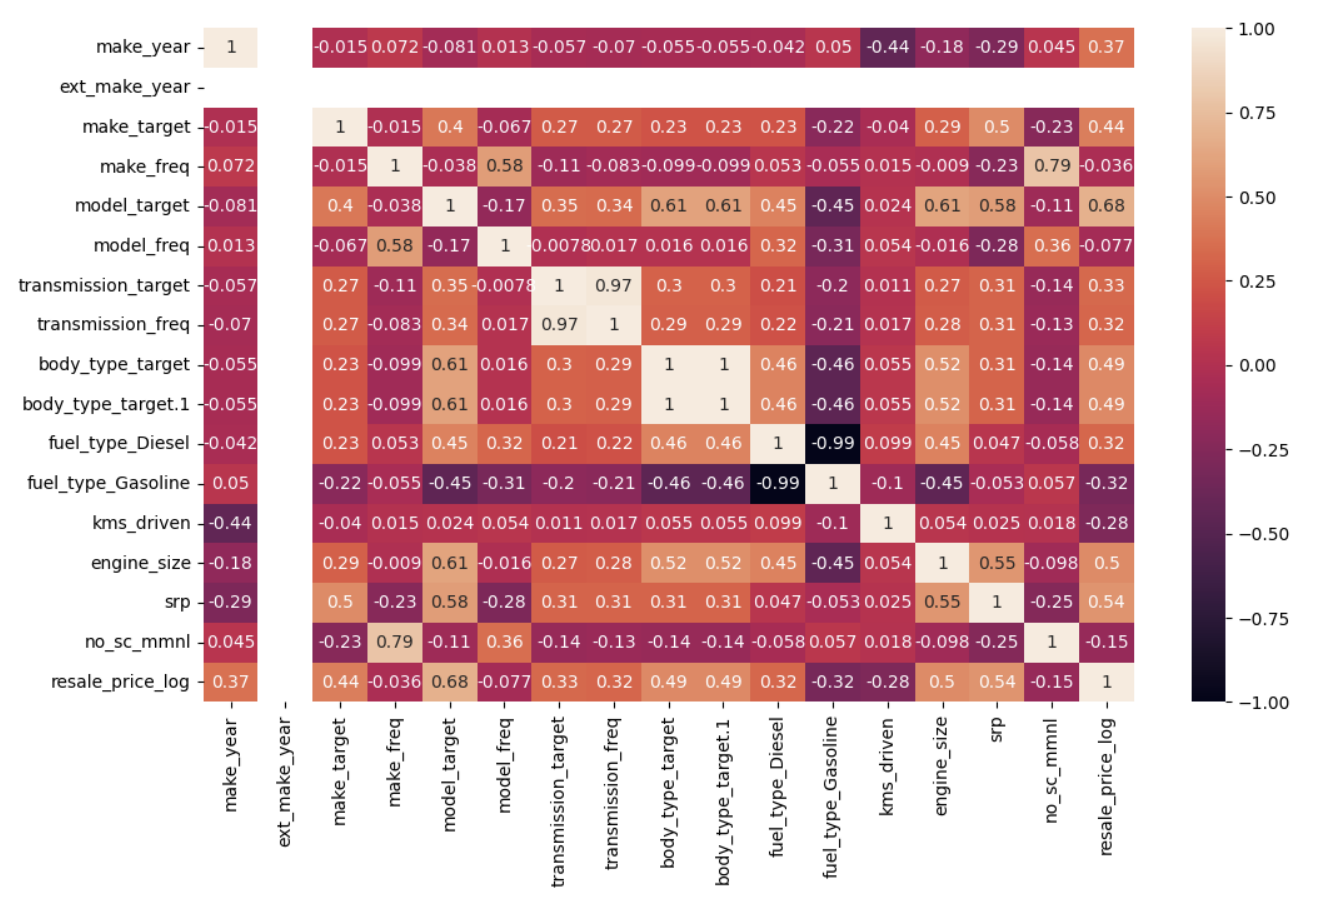 make_year 1 -0.015 0.072 -0.081 0.013 -0.057 -0.07 -0.055 -0.055 -0.042 0.05 -0.44 -0.18 -0.29 0.045 0.37
ext_make_year
make_target -0.015 1 -0.015 0.4 -0.067 0.27 0.27 0.23 0.23 0.23 -0.22 -0.04 0.29 0.5 -0.23 0.44
make_freq 0.072 -0.015 1 -0.038 0.58 -0.11 -0.083 -0.099 -0.099 0.053 -0.055 0.015 -0.009 -0.23 0.79 -0.036
model_target -0.081 0.4 -0.038 1 -0.17 0.35 0.34 0.61 0.61 0.45 -0.45 0.024 0.61 0.58 -0.11 0.68
model_freq 0.013 -0.067 0.58 -0.17 1 -0.0078 0.017 0.016 0.016 0.32 -0.31 0.054 -0.016 -0.28 0.36 -0.077
transmission_target -0.057 0.27 -0.11 0.35 -0.0078 1 0.97 0.3 0.3 0.21 -0.2 0.011 0.27 0.31 -0.14 0.33
transmission_freq -0.07 0.27 -0.083 0.34 0.017 0.97 1 0.29 0.29 0.22 -0.21 0.017 0.28 0.31 -0.13 0.32
body_type_target -0.055 0.23 -0.099 0.61 0.016 0.3 0.29 1 1 0.46 -0.46 0.055 0.52 0.31 -0.14 0.49
body_type_target.1 -0.055 0.23 -0.099 0.61 0.016 0.3 0.29 1 1 0.46 -0.46 0.055 0.52 0.31 -0.14 0.49
fuel_type_Diesel -0.042 0.23 0.053 0.45 0.32 0.21 0.22 0.46 0.46 1 -0.99 0.099 0.45 0.047 -0.058 0.32
fuel_type_Gasoline 0.05 -0.22 -0.055 -0.45 -0.31 -0.2 -0.21 -0.46 -0.46 -0.99 1 -0.1 -0.45 -0.053 0.057 -0.32
kms_driven -0.44 -0.04 0.015 0.024 0.054 0.011 0.017 0.055 0.055 0.099 -0.1 1 0.054 0.025 0.018 -0.28
engine_size -0.18 0.29 -0.009 0.61 -0.016 0.27 0.28 0.52 0.52 0.45 -0.45 0.054 1 0.55 -0.098 0.5
srp -0.29 0.5 -0.23 0.58 -0.28 0.31 0.31 0.31 0.31 0.047 -0.053 0.025 0.55 1 -0.25 0.54
no_sc_mmnl 0.045 -0.23 0.79 -0.11 0.36 -0.14 -0.13 -0.14 -0.14 -0.058 0.057 0.018 -0.098 -0.25 1 -0.15
resale_price_log 0.37 0.44 -0.036 0.68 -0.077 0.33 0.32 0.49 0.49 0.32 -0.32 -0.28 0.5 0.54 -0.15 1
make_year
ext_make_year
make_target
make_freq
model_target
model_freq
transmission_target
transmission_freq
body_type_target
body_type_target.1
fuel_type_Diesel
fuel_type_Gasoline
kms_driven
engine_size
srp
no_sc_mmnl
resale_price_log
1.00
0.75
0.50
0.25
0.00
−0.25
−0.50
−0.75
−1.00